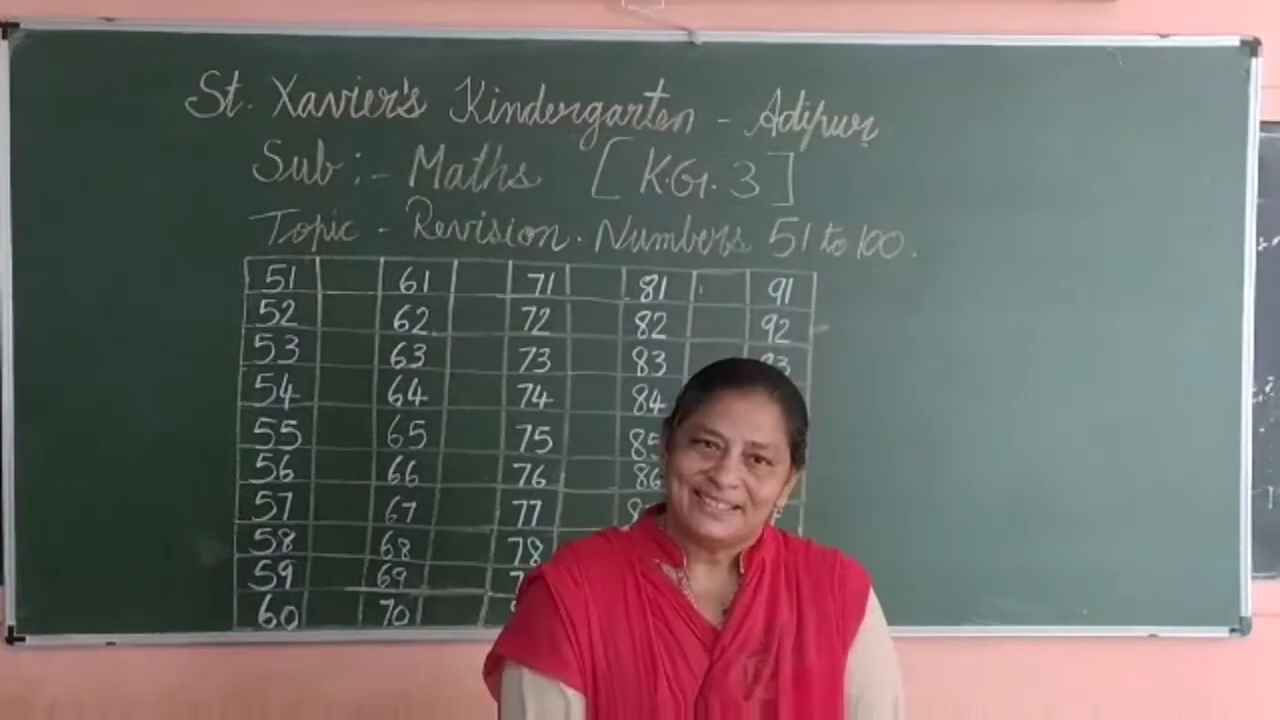 St. Xavier's Kindergarten - Adipur
Sub :- Maths [K.G. 3]
Topic - Revision. Numbers 51 to 100.
51 61 71 81 91
52 62 72 82 92
53 63 73 83
54 64 74 84
55 65 75 85
56 66 76 86
57 67 77
58 68 78
59 69
60 70